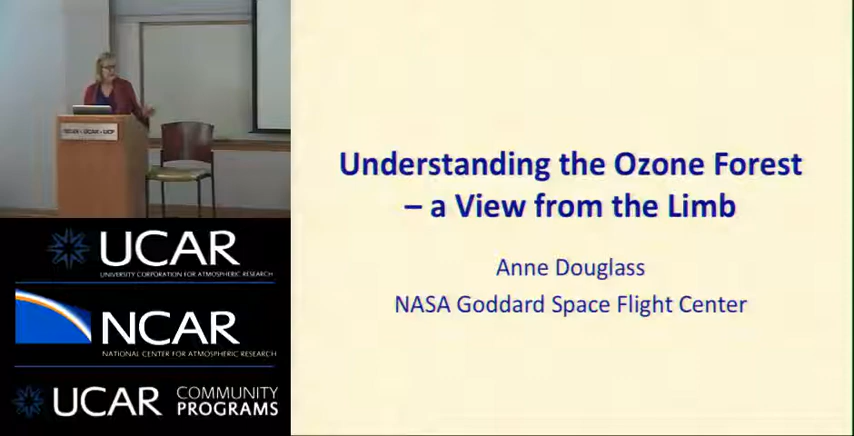 Understanding the Ozone Forest
– a View from the Limb
Anne Douglass
NASA Goddard Space Flight Center
UCAR
UNIVERSITY CORPORATION FOR ATMOSPHERIC RESEARCH
NCAR
NATIONAL CENTER FOR ATMOSPHERIC RESEARCH
UCAR COMMUNITY
PROGRAMS